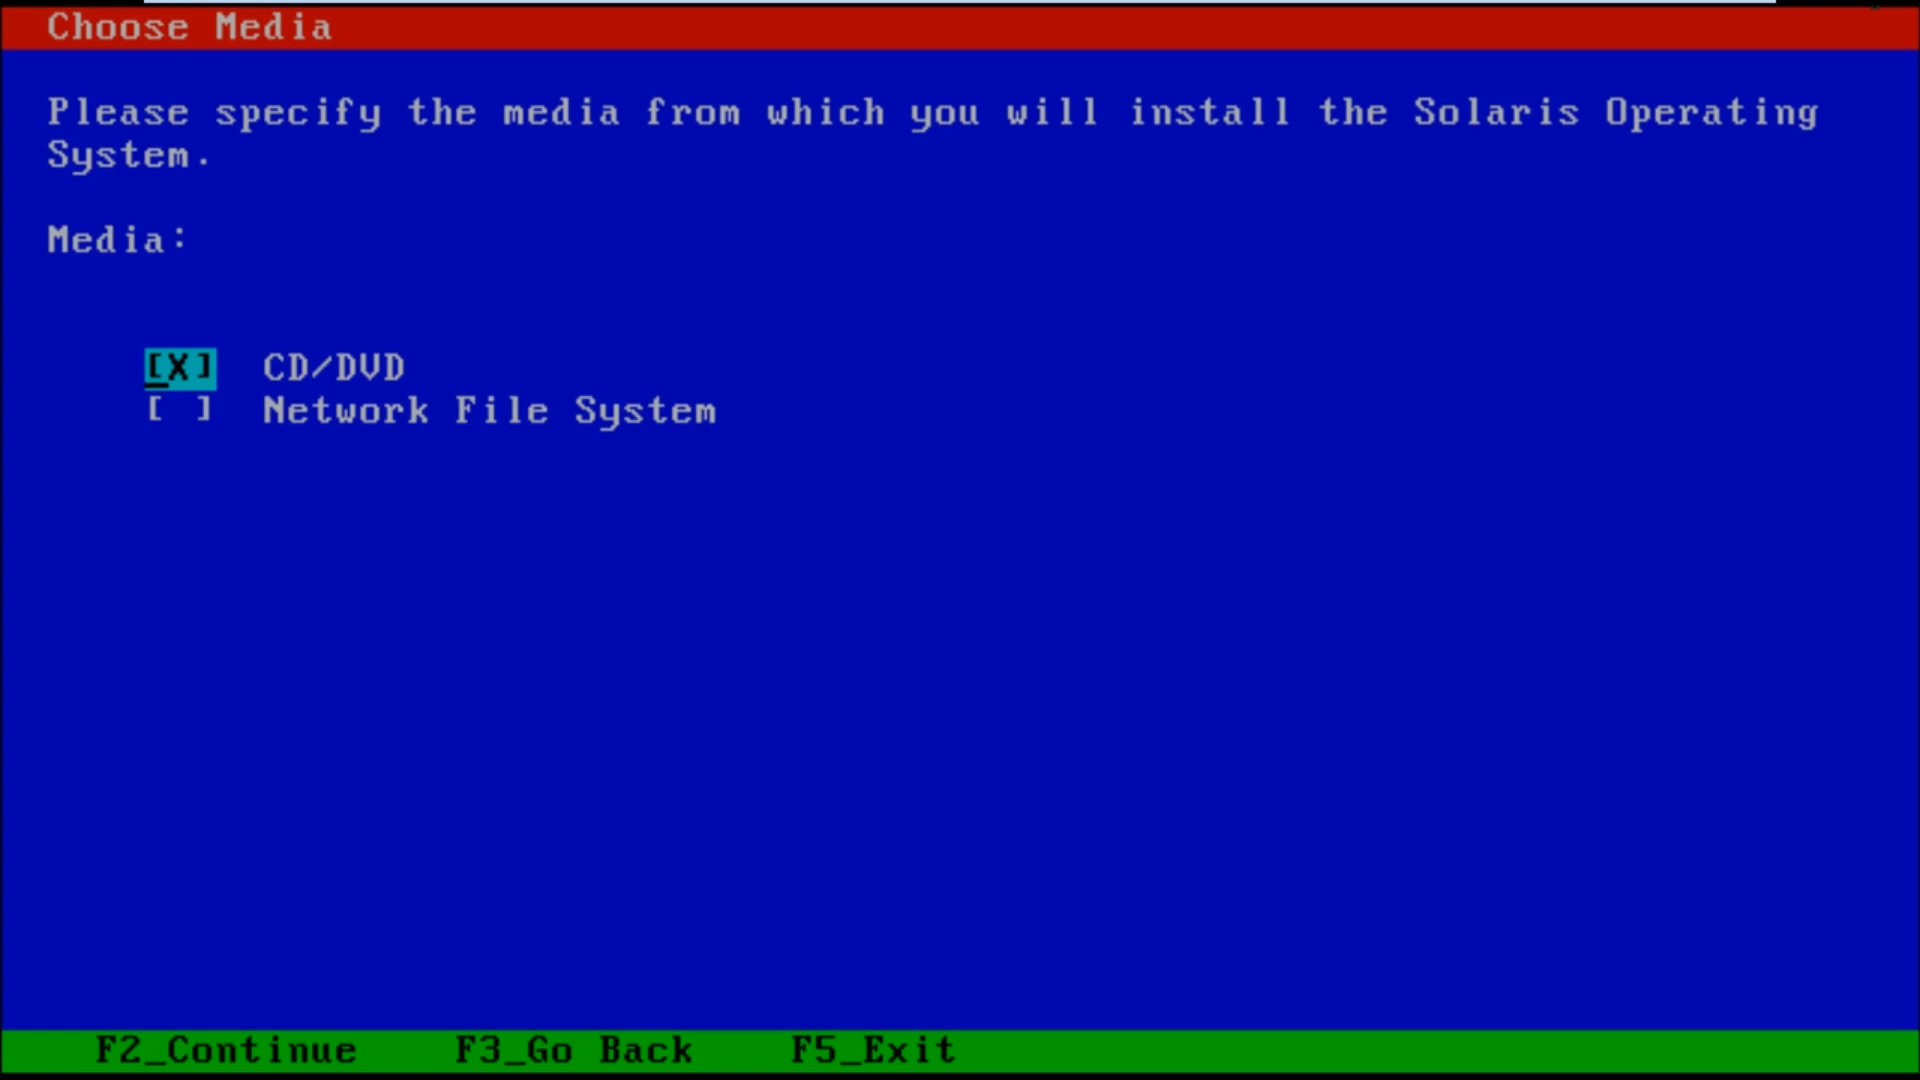 Choose Media
Please specify the media from which you will install the Solaris Operating
System.
Media:
[X] CD/DVD
[ ] Network File System
F2_Continue F3_Go Back F5_Exit